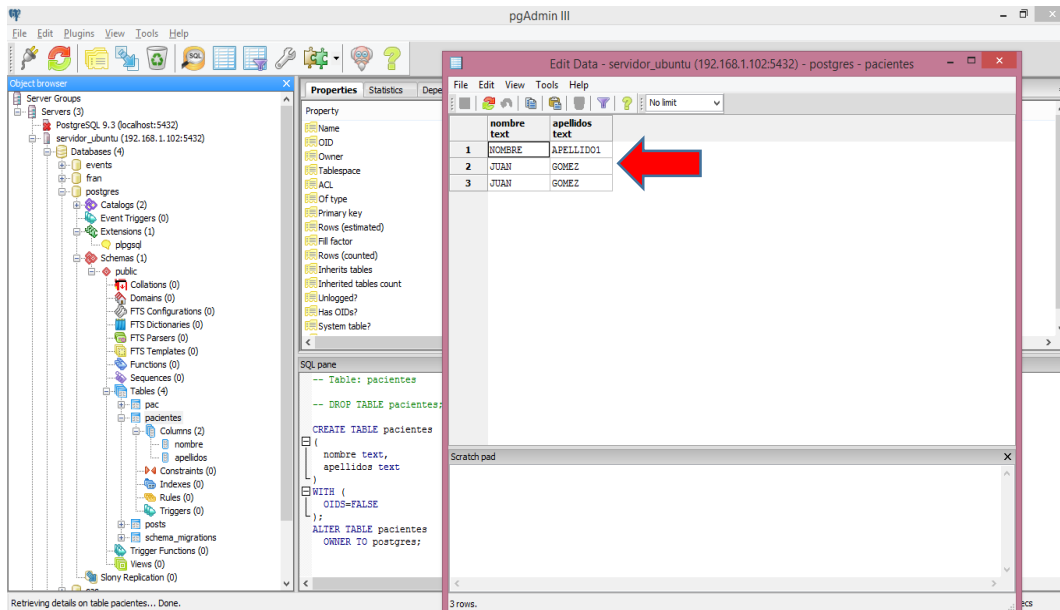 pgAdmin III
File Edit Plugins View Tools Help
SQL
Object browser X
Server Groups
Servers (3)
PostgreSQL 9.3 (localhost:5432)
servidor_ubuntu (192.168.1.102:5432)
Databases (4)
events
fran
postgres
Catalogs (2)
Event Triggers (0)
Extensions (1)
plpgsql
Schemas (1)
public
Collations (0)
Domains (0)
FTS Configurations (0)
FTS Dictionaries (0)
FTS Parsers (0)
FTS Templates (0)
Functions (0)
Sequences (0)
Tables (4)
pac
pacientes
Columns (2)
nombre
apellidos
Constraints (0)
Indexes (0)
Rules (0)
Triggers (0)
posts
schema_migrations
Trigger Functions (0)
Views (0)
Slony Replication (0)
Properties Statistics Depe
Property
Name
OID
Owner
Tablespace
ACL
Of type
Primary key
Rows (estimated)
Fill factor
Rows (counted)
Inherits tables
Inherited tables count
Unlogged?
Has OIDs?
System table?
SQL pane
-- Table: pacientes
-- DROP TABLE pacientes;
CREATE TABLE pacientes
(
nombre text,
apellidos text
)
WITH (
OIDS=FALSE
);
ALTER TABLE pacientes
OWNER TO postgres;
Edit Data - servidor_ubuntu (192.168.1.102:5432) - postgres - pacientes
File Edit View Tools Help
No limit
nombre apellidos
text text
1 NOMBRE APELLIDO1
2 JUAN GOMEZ
3 JUAN GOMEZ
Scratch pad X
3 rows.
Retrieving details on table pacientes... Done.
ecs